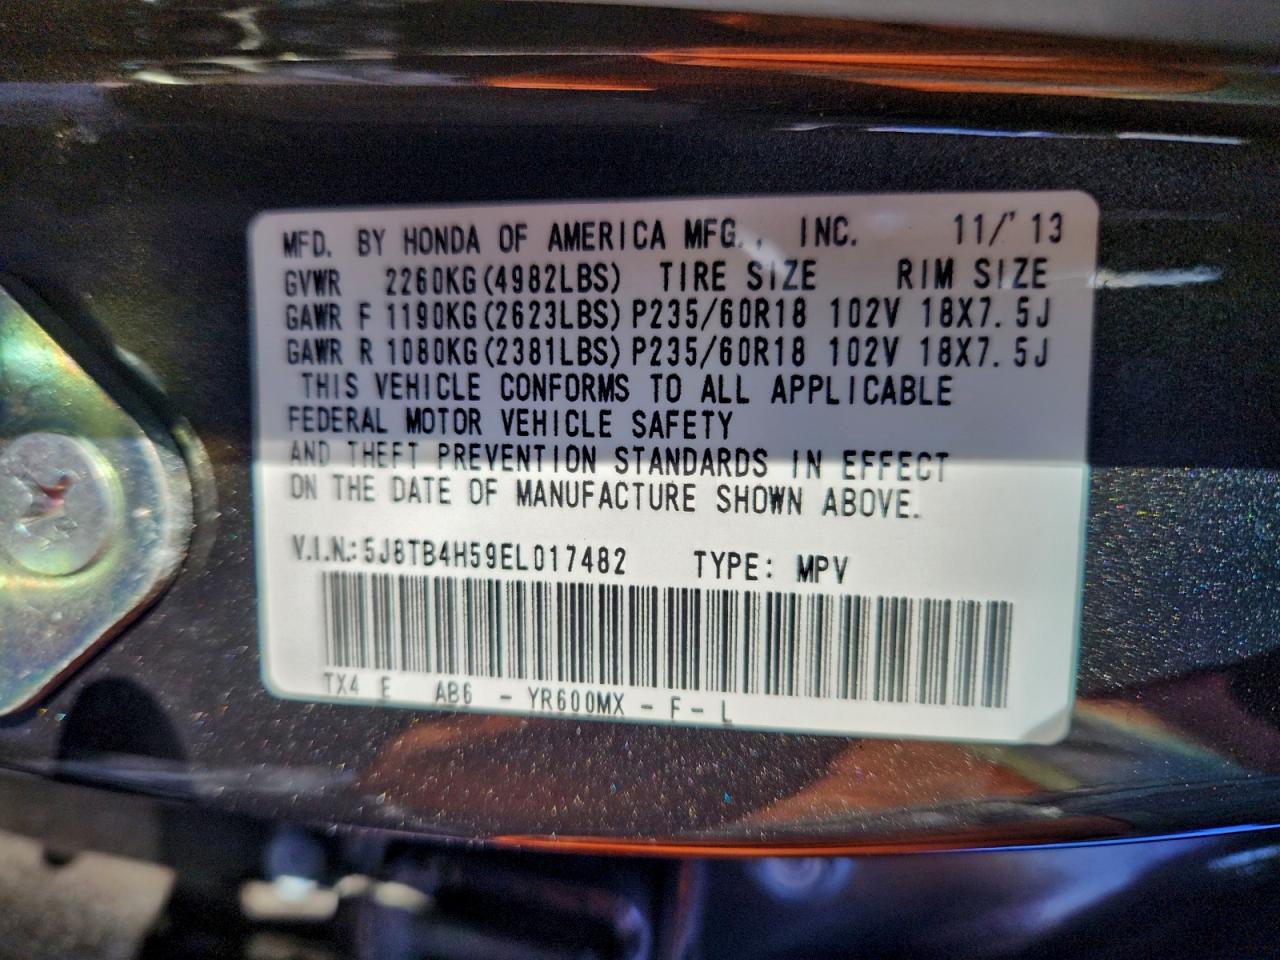 MFD. BY HONDA OF AMERICA MFG., INC. 11/'13
GVWR 2260KG(4982LBS) TIRE SIZE RIM SIZE
GAWR F 1190KG(2623LBS) P235/60R18 102V 18X7.5J
GAWR R 1080KG(2381LBS) P235/60R18 102V 18X7.5J
THIS VEHICLE CONFORMS TO ALL APPLICABLE
FEDERAL MOTOR VEHICLE SAFETY
AND THEFT PREVENTION STANDARDS IN EFFECT
ON THE DATE OF MANUFACTURE SHOWN ABOVE.
V.I.N.: 5J8TB4H59EL017482 TYPE: MPV
TX4 E AB6 - YR600MX - F - L